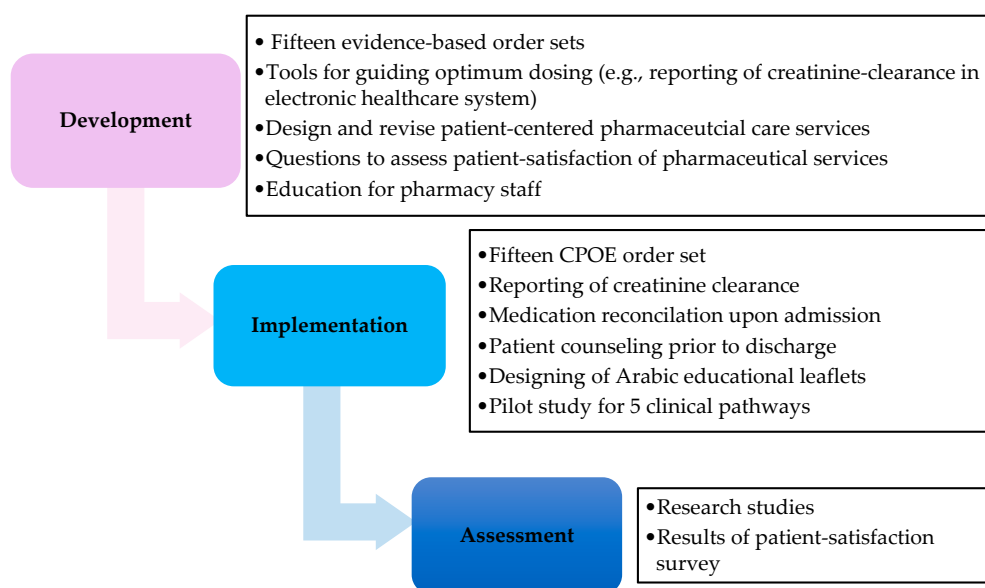 Development
• Fifteen evidence-based order sets
•Tools for guiding optimum dosing (e.g., reporting of creatinine-clearance in
electronic healthcare system)
•Design and revise patient-centered pharmaceutcial care services
•Questions to assess patient-satisfaction of pharmaceutical services
•Education for pharmacy staff
Implementation
•Fifteen CPOE order set
•Reporting of creatinine clearance
•Medication reconcilation upon admission
•Patient counseling prior to discharge
•Designing of Arabic educational leaflets
•Pilot study for 5 clinical pathways
Assessment
•Research studies
•Results of patient-satisfaction
survey